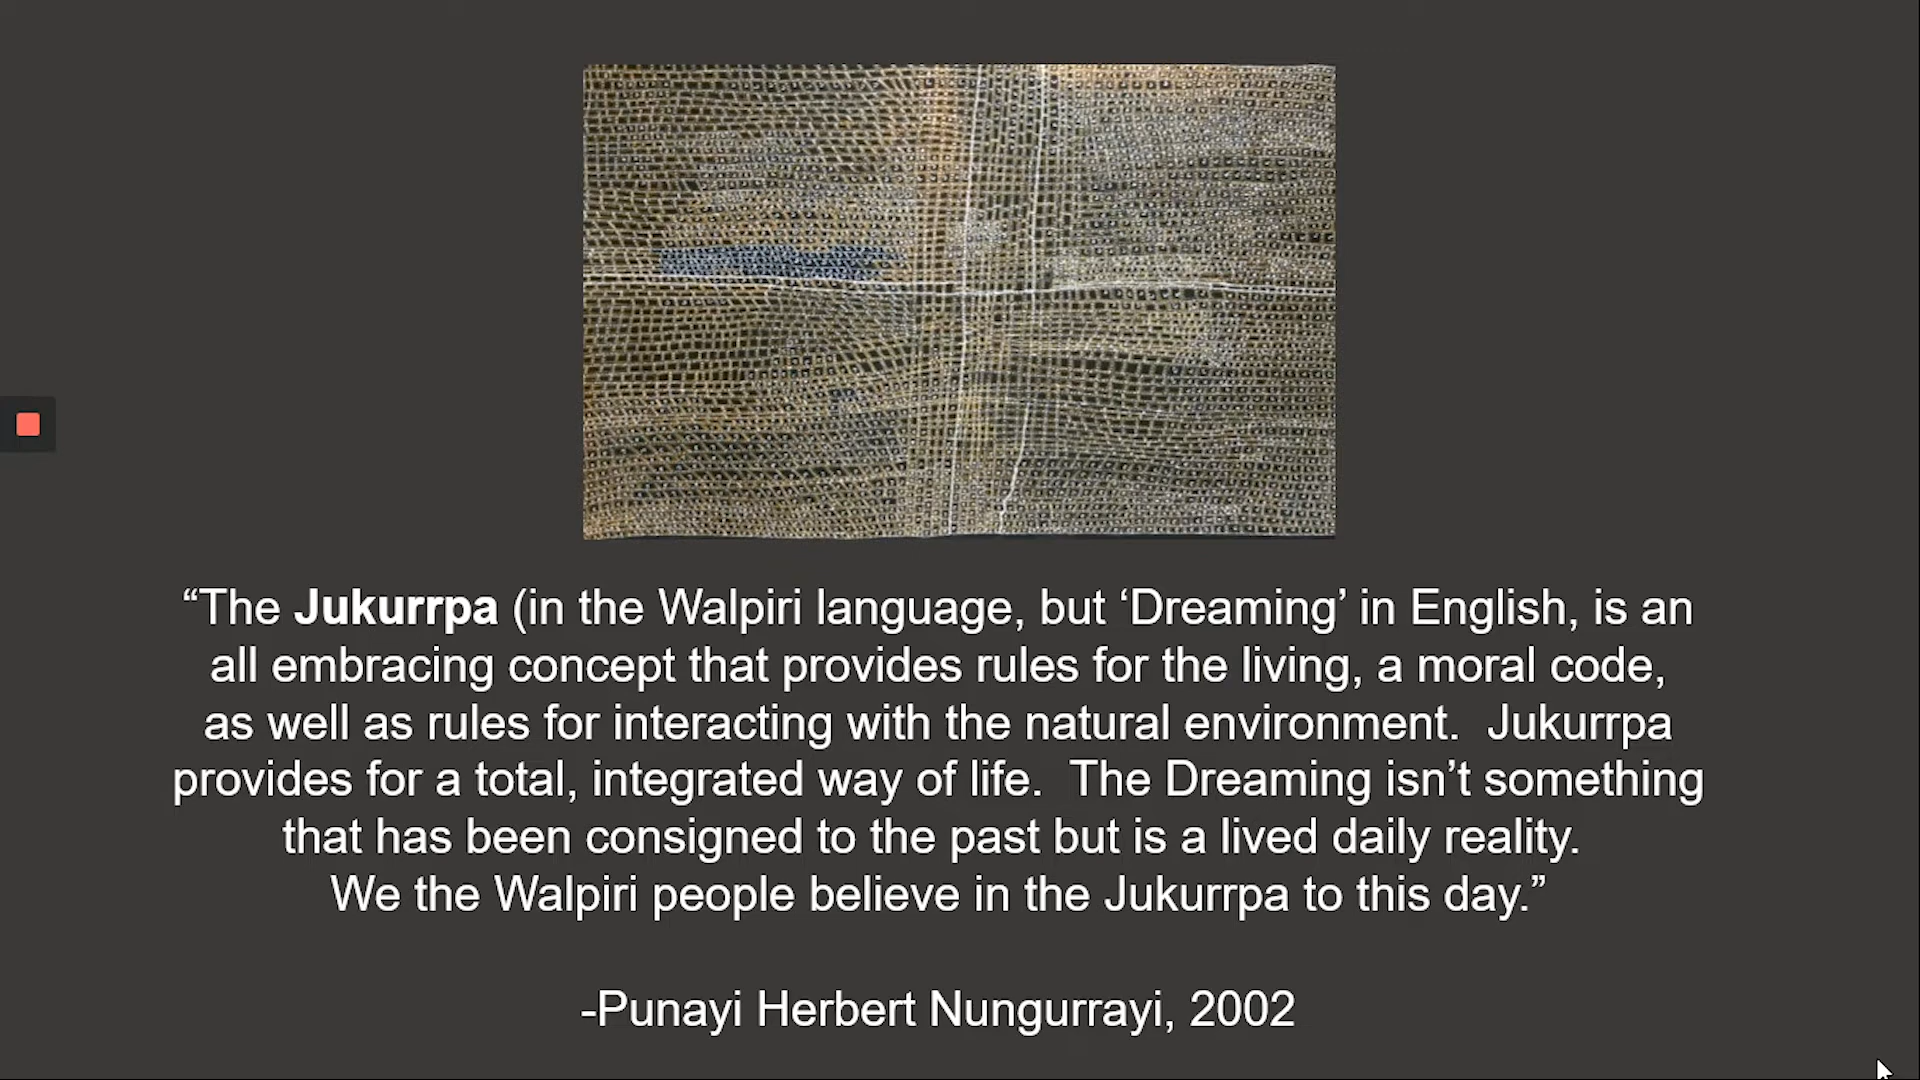 “The Jukurrpa (in the Walpiri language, but ‘Dreaming’ in English, is an
all embracing concept that provides rules for the living, a moral code,
as well as rules for interacting with the natural environment.  Jukurrpa
provides for a total, integrated way of life.  The Dreaming isn’t something
that has been consigned to the past but is a lived daily reality.
We the Walpiri people believe in the Jukurrpa to this day.”
-Punayi Herbert Nungurrayi, 2002